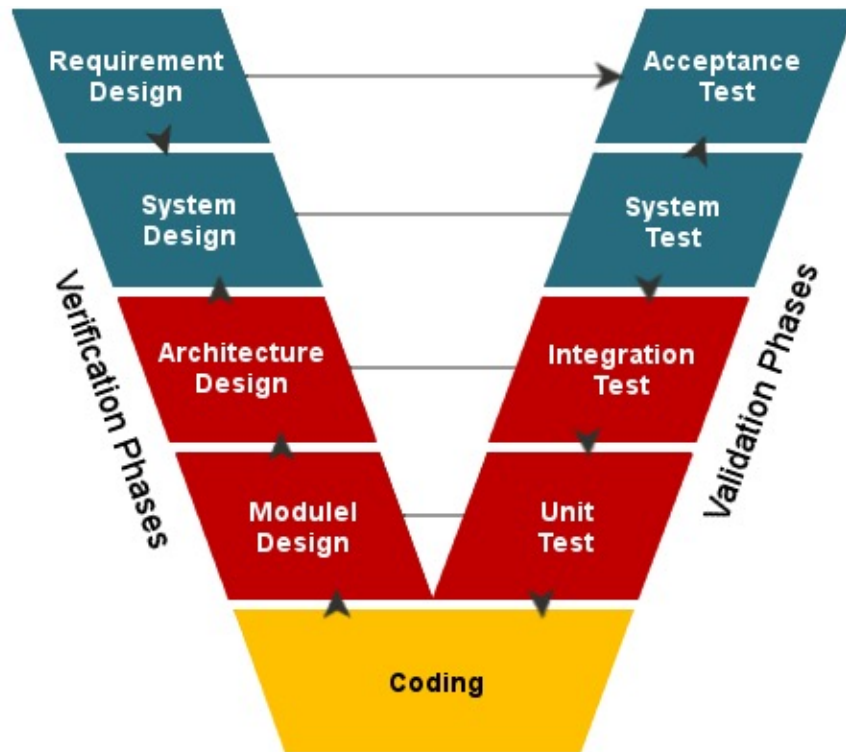 Requirement
Design
Acceptance
Test
System
Design
System
Test
Architecture
Design
Integration
Test
Modulel
Design
Unit
Test
Coding
Verification Phases
Validation Phases